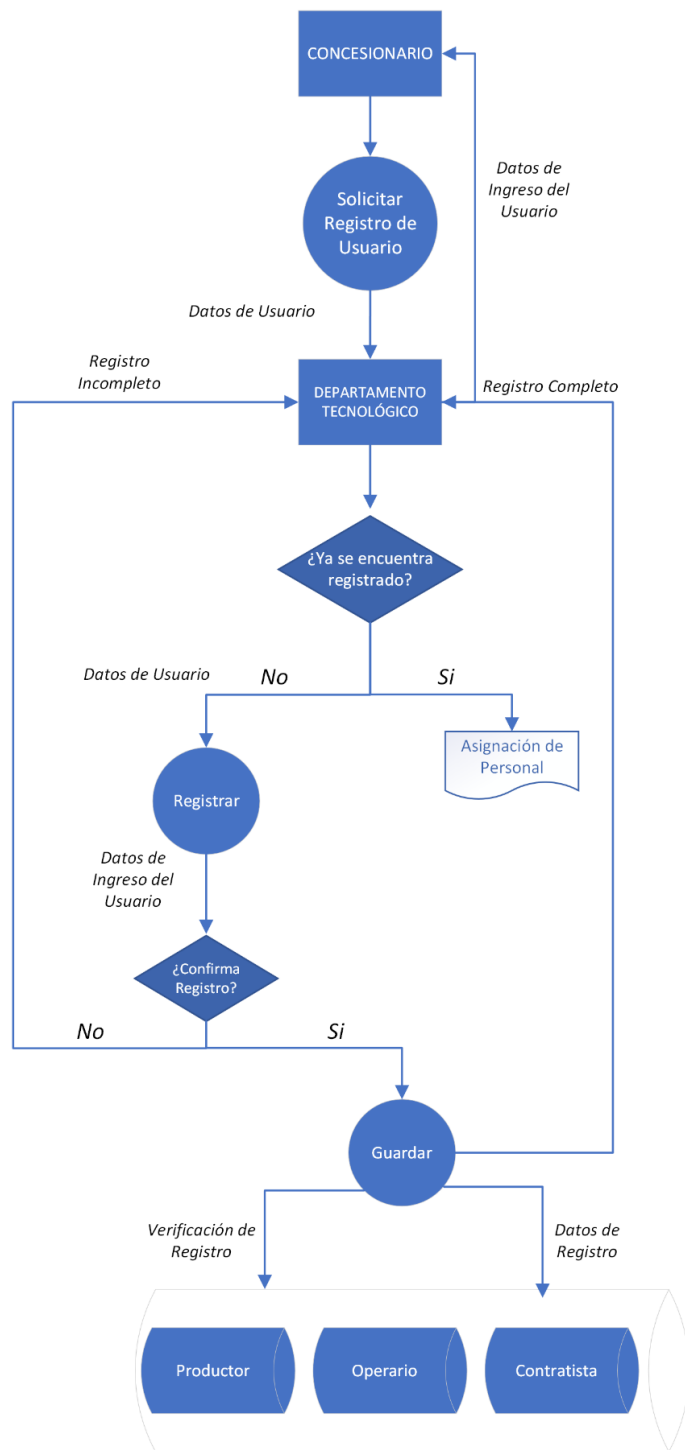 CONCESIONARIO
Datos de
Ingreso del
Usuario
Solicitar
Registro de
Usuario
Datos de Usuario
Registro
Incompleto
DEPARTAMENTO
TECNOLÓGICO
Registro Completo
¿Ya se encuentra
registrado?
Datos de Usuario
No
Si
Asignación de
Personal
Registrar
Datos de
Ingreso del
Usuario
¿Confirma
Registro?
No
Si
Guardar
Verificación de
Registro
Datos de
Registro
Productor
Operario
Contratista